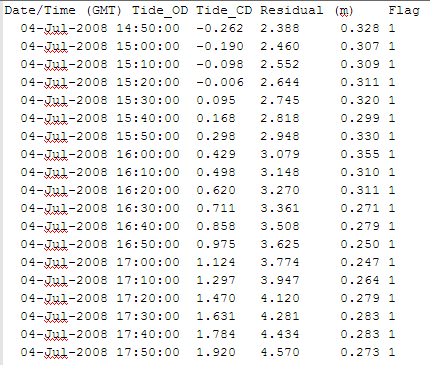 Date/Time (GMT) Tide_OD Tide_CD Residual (m) Flag
04-Jul-2008 14:50:00 -0.262 2.388 0.328 1
04-Jul-2008 15:00:00 -0.190 2.460 0.307 1
04-Jul-2008 15:10:00 -0.098 2.552 0.309 1
04-Jul-2008 15:20:00 -0.006 2.644 0.311 1
04-Jul-2008 15:30:00 0.095 2.745 0.320 1
04-Jul-2008 15:40:00 0.168 2.818 0.299 1
04-Jul-2008 15:50:00 0.298 2.948 0.330 1
04-Jul-2008 16:00:00 0.429 3.079 0.355 1
04-Jul-2008 16:10:00 0.498 3.148 0.310 1
04-Jul-2008 16:20:00 0.620 3.270 0.311 1
04-Jul-2008 16:30:00 0.711 3.361 0.271 1
04-Jul-2008 16:40:00 0.858 3.508 0.279 1
04-Jul-2008 16:50:00 0.975 3.625 0.250 1
04-Jul-2008 17:00:00 1.124 3.774 0.247 1
04-Jul-2008 17:10:00 1.297 3.947 0.264 1
04-Jul-2008 17:20:00 1.470 4.120 0.279 1
04-Jul-2008 17:30:00 1.631 4.281 0.283 1
04-Jul-2008 17:40:00 1.784 4.434 0.283 1
04-Jul-2008 17:50:00 1.920 4.570 0.273 1